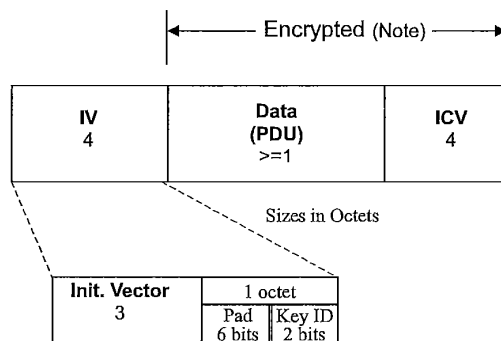 Encrypted (Note)
IV
4
Data
(PDU)
>=1
ICV
4
Sizes in Octets
Init. Vector
3
1 octet
Pad
6 bits
Key ID
2 bits